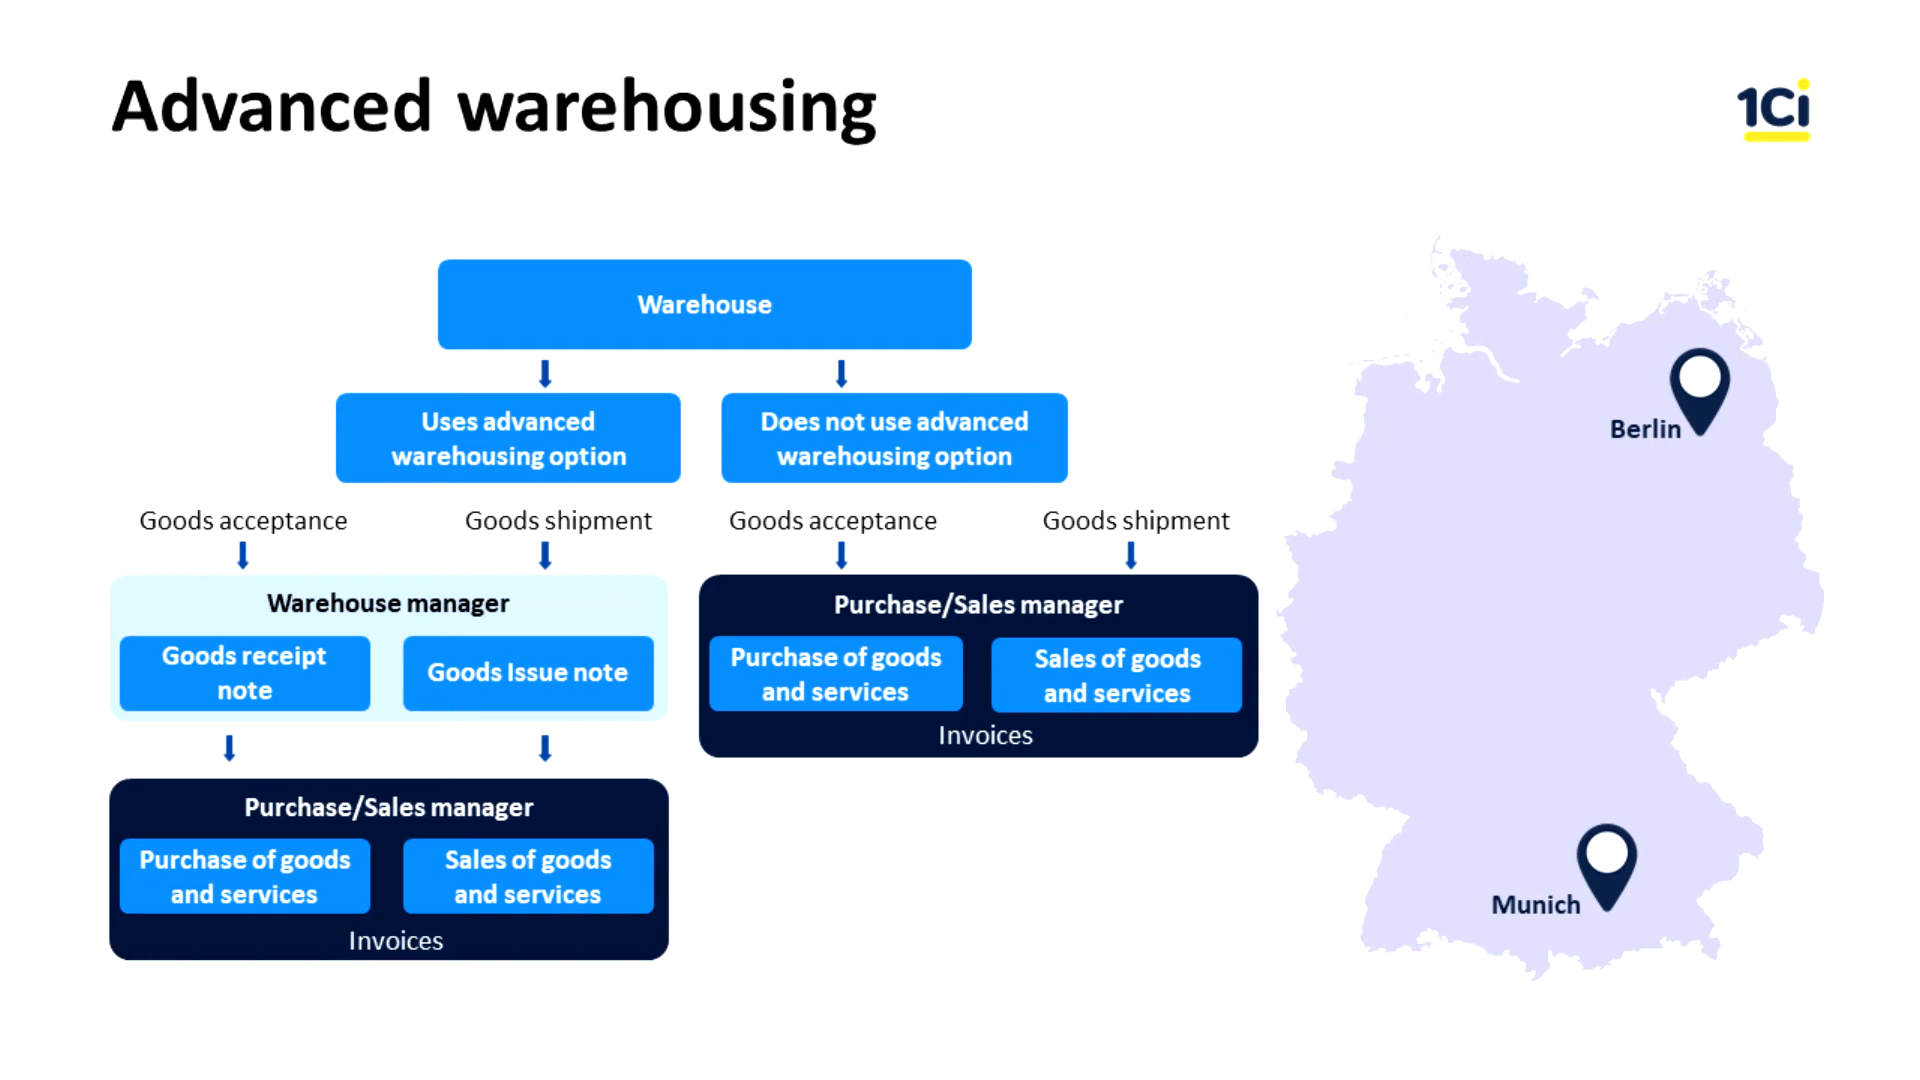 Advanced warehousing
1Ci
Warehouse
Uses advanced
warehousing option
Does not use advanced
warehousing option
Goods acceptance
Goods shipment
Goods acceptance
Goods shipment
Warehouse manager
Goods receipt
note
Goods Issue note
Purchase/Sales manager
Purchase of goods
and services
Sales of goods
and services
Invoices
Purchase/Sales manager
Purchase of goods
and services
Sales of goods
and services
Invoices
Berlin
Munich